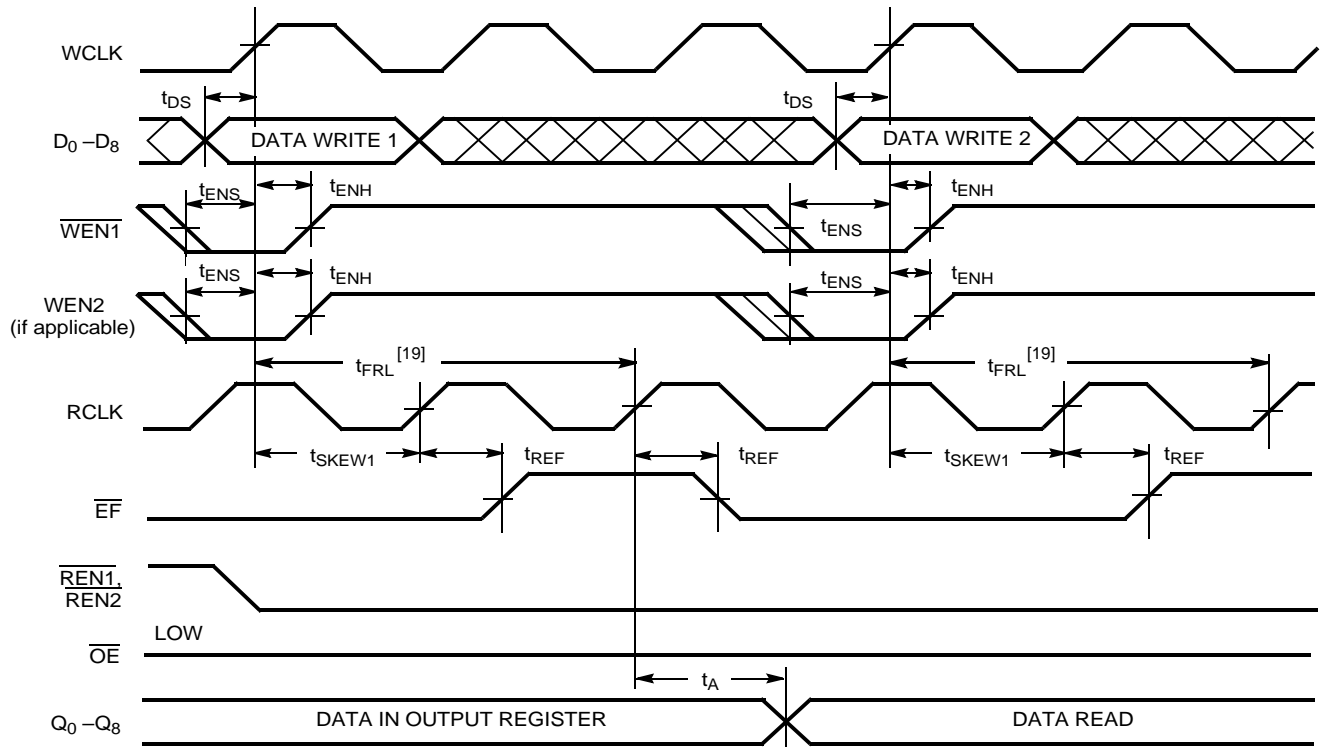 WCLK
tDS tDS
D0 –D8 DATA WRITE 1 DATA WRITE 2
tENS tENH tENH
WEN1 tENS
tENS tENH tENH
WEN2 tENS
(if applicable)
tFRL [19] tFRL [19]
RCLK
tSKEW1 tREF tREF tSKEW1 tREF
EF
REN1,
REN2
LOW
OE
tA
Q0 –Q8 DATA IN OUTPUT REGISTER DATA READ